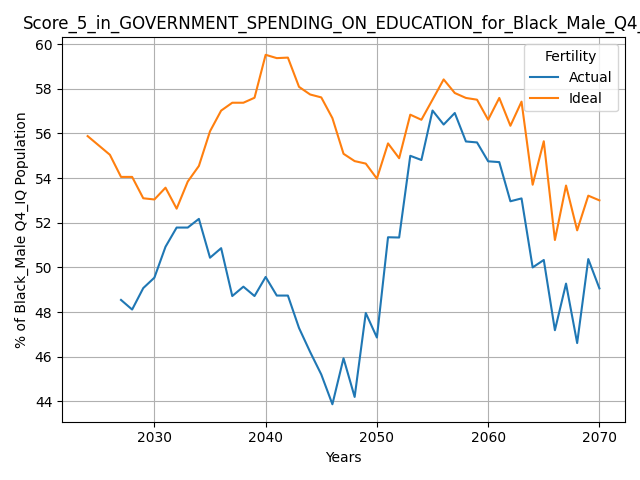 Score_5_in_GOVERNMENT_SPENDING_ON_EDUCATION_for_Black_Male_Q4_
Fertility
Actual
Ideal
% of Black_Male Q4_IQ Population
60
58
56
54
52
50
48
46
44
2030
2040
2050
2060
2070
Years